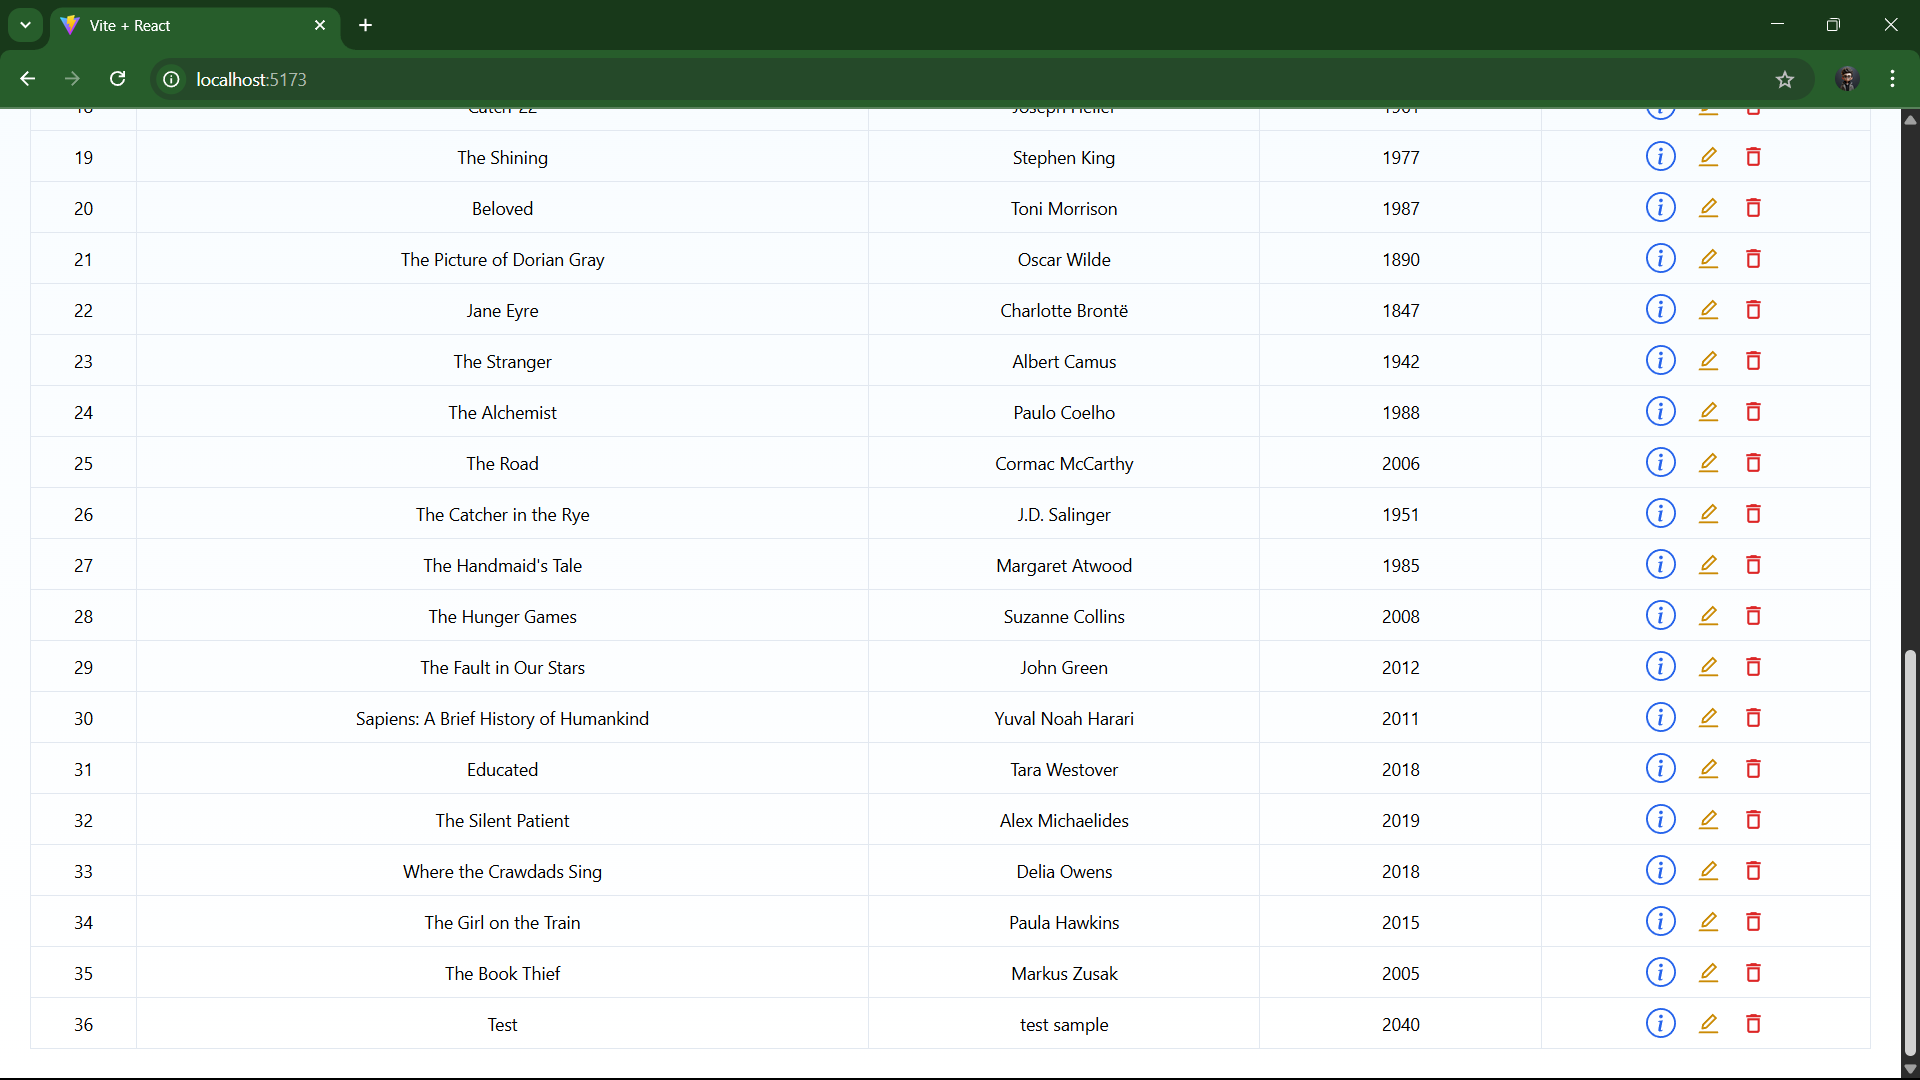 Vite + React
localhost:5173
18 Catch-22 Joseph Heller 1961
19 The Shining Stephen King 1977
20 Beloved Toni Morrison 1987
21 The Picture of Dorian Gray Oscar Wilde 1890
22 Jane Eyre Charlotte Brontë 1847
23 The Stranger Albert Camus 1942
24 The Alchemist Paulo Coelho 1988
25 The Road Cormac McCarthy 2006
26 The Catcher in the Rye J.D. Salinger 1951
27 The Handmaid's Tale Margaret Atwood 1985
28 The Hunger Games Suzanne Collins 2008
29 The Fault in Our Stars John Green 2012
30 Sapiens: A Brief History of Humankind Yuval Noah Harari 2011
31 Educated Tara Westover 2018
32 The Silent Patient Alex Michaelides 2019
33 Where the Crawdads Sing Delia Owens 2018
34 The Girl on the Train Paula Hawkins 2015
35 The Book Thief Markus Zusak 2005
36 Test test sample 2040